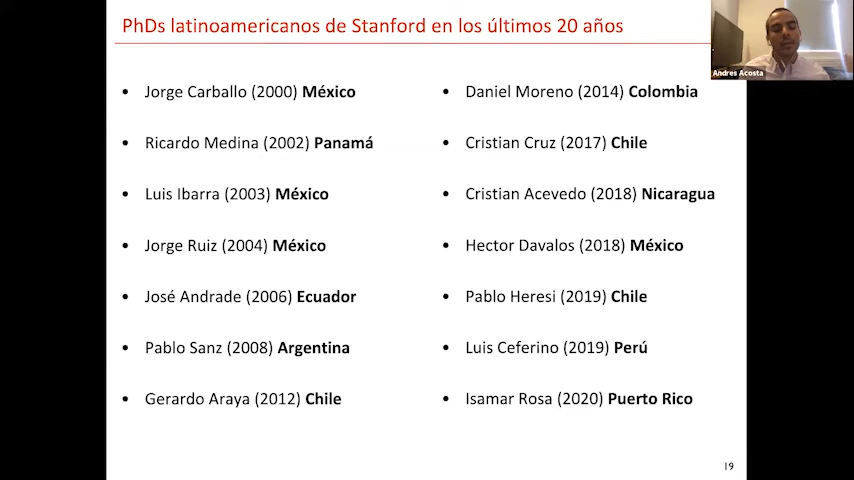 PhDs latinoamericanos de Stanford en los últimos 20 años
Andres Acosta
• Jorge Carballo (2000) México
• Ricardo Medina (2002) Panamá
• Luis Ibarra (2003) México
• Jorge Ruiz (2004) México
• José Andrade (2006) Ecuador
• Pablo Sanz (2008) Argentina
• Gerardo Araya (2012) Chile
• Daniel Moreno (2014) Colombia
• Cristian Cruz (2017) Chile
• Cristian Acevedo (2018) Nicaragua
• Hector Davalos (2018) México
• Pablo Heresi (2019) Chile
• Luis Ceferino (2019) Perú
• Isamar Rosa (2020) Puerto Rico
19